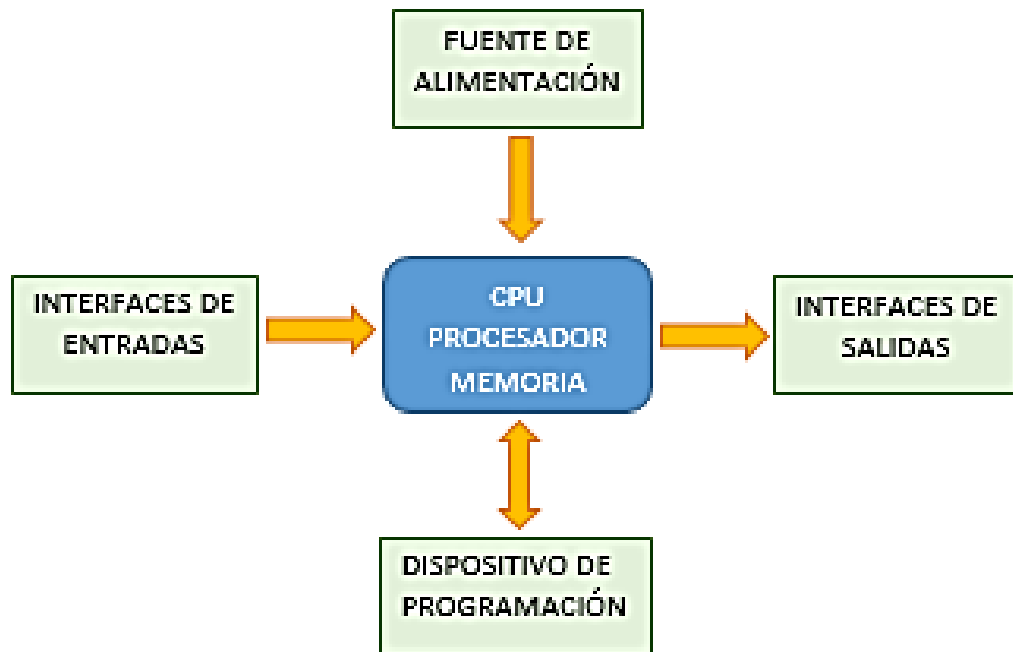 FUENTE DE
ALIMENTACIÓN
INTERFACES DE
ENTRADAS
CPU
PROCESADOR
MEMORIA
INTERFACES DE
SALIDAS
DISPOSITIVO DE
PROGRAMACIÓN